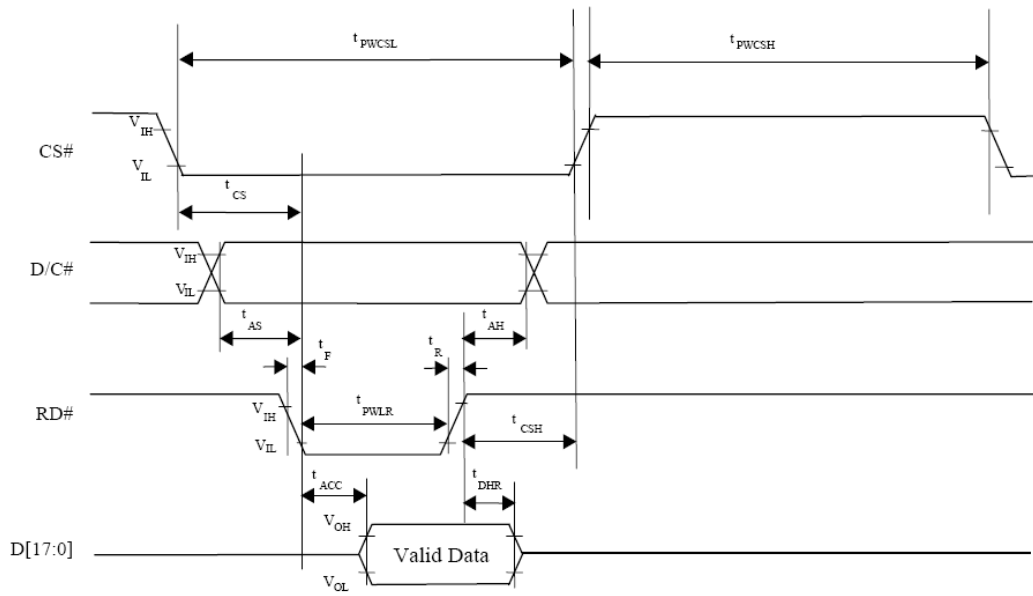 t PWCSL
t PWCSH
V IH
CS#
V IL
t CS
V IH
D/C#
V IL
t AS
t AH
t F
t R
V IH
RD#
t PWLR
V IL
t CSH
t ACC
t DHR
V OH
D[17:0]
Valid Data
V OL